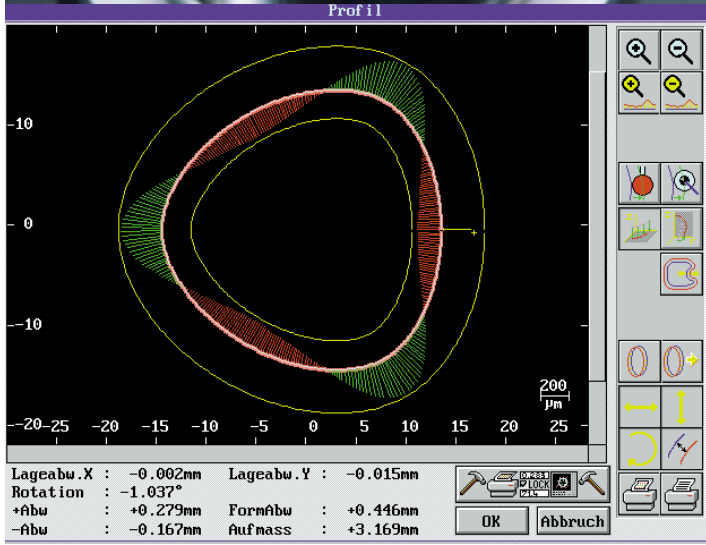 Profil
-10
- 0
--10
200
µm
--20-25 -20 -15 -10 -5 0 5 10 15 20 25 -
Lageabw.X : -0.002mm Lageabw.Y : -0.015mm
Rotation : -1.037°
+Abw : +0.279mm FormAbw : +0.446mm
-Abw : -0.167mm Aufmass : +3.169mm
LOCK
OK Abbruch